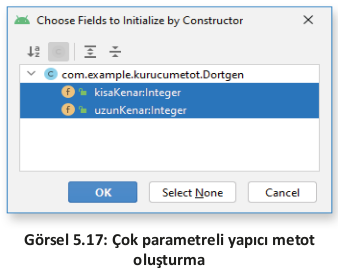 Choose Fields to Initialize by Constructor
com.example.kurucumetot.Dortgen
kisaKenar:Integer
uzunKenar:Integer
OK
Select None
Cancel
Görsel 5.17: Çok parametreli yapıcı metot
oluşturma